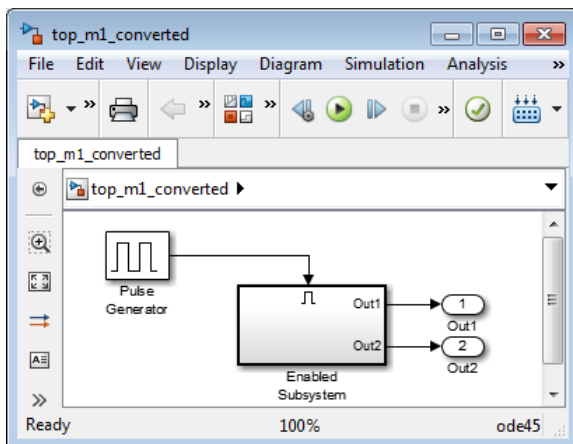 top_m1_converted
File Edit View Display Diagram Simulation Analysis »
» » » »
top_m1_converted
top_m1_converted
Pulse
Generator
Out1
Out2
Enabled
Subsystem
1
Out1
2
Out2
A
»
Ready 100% ode45